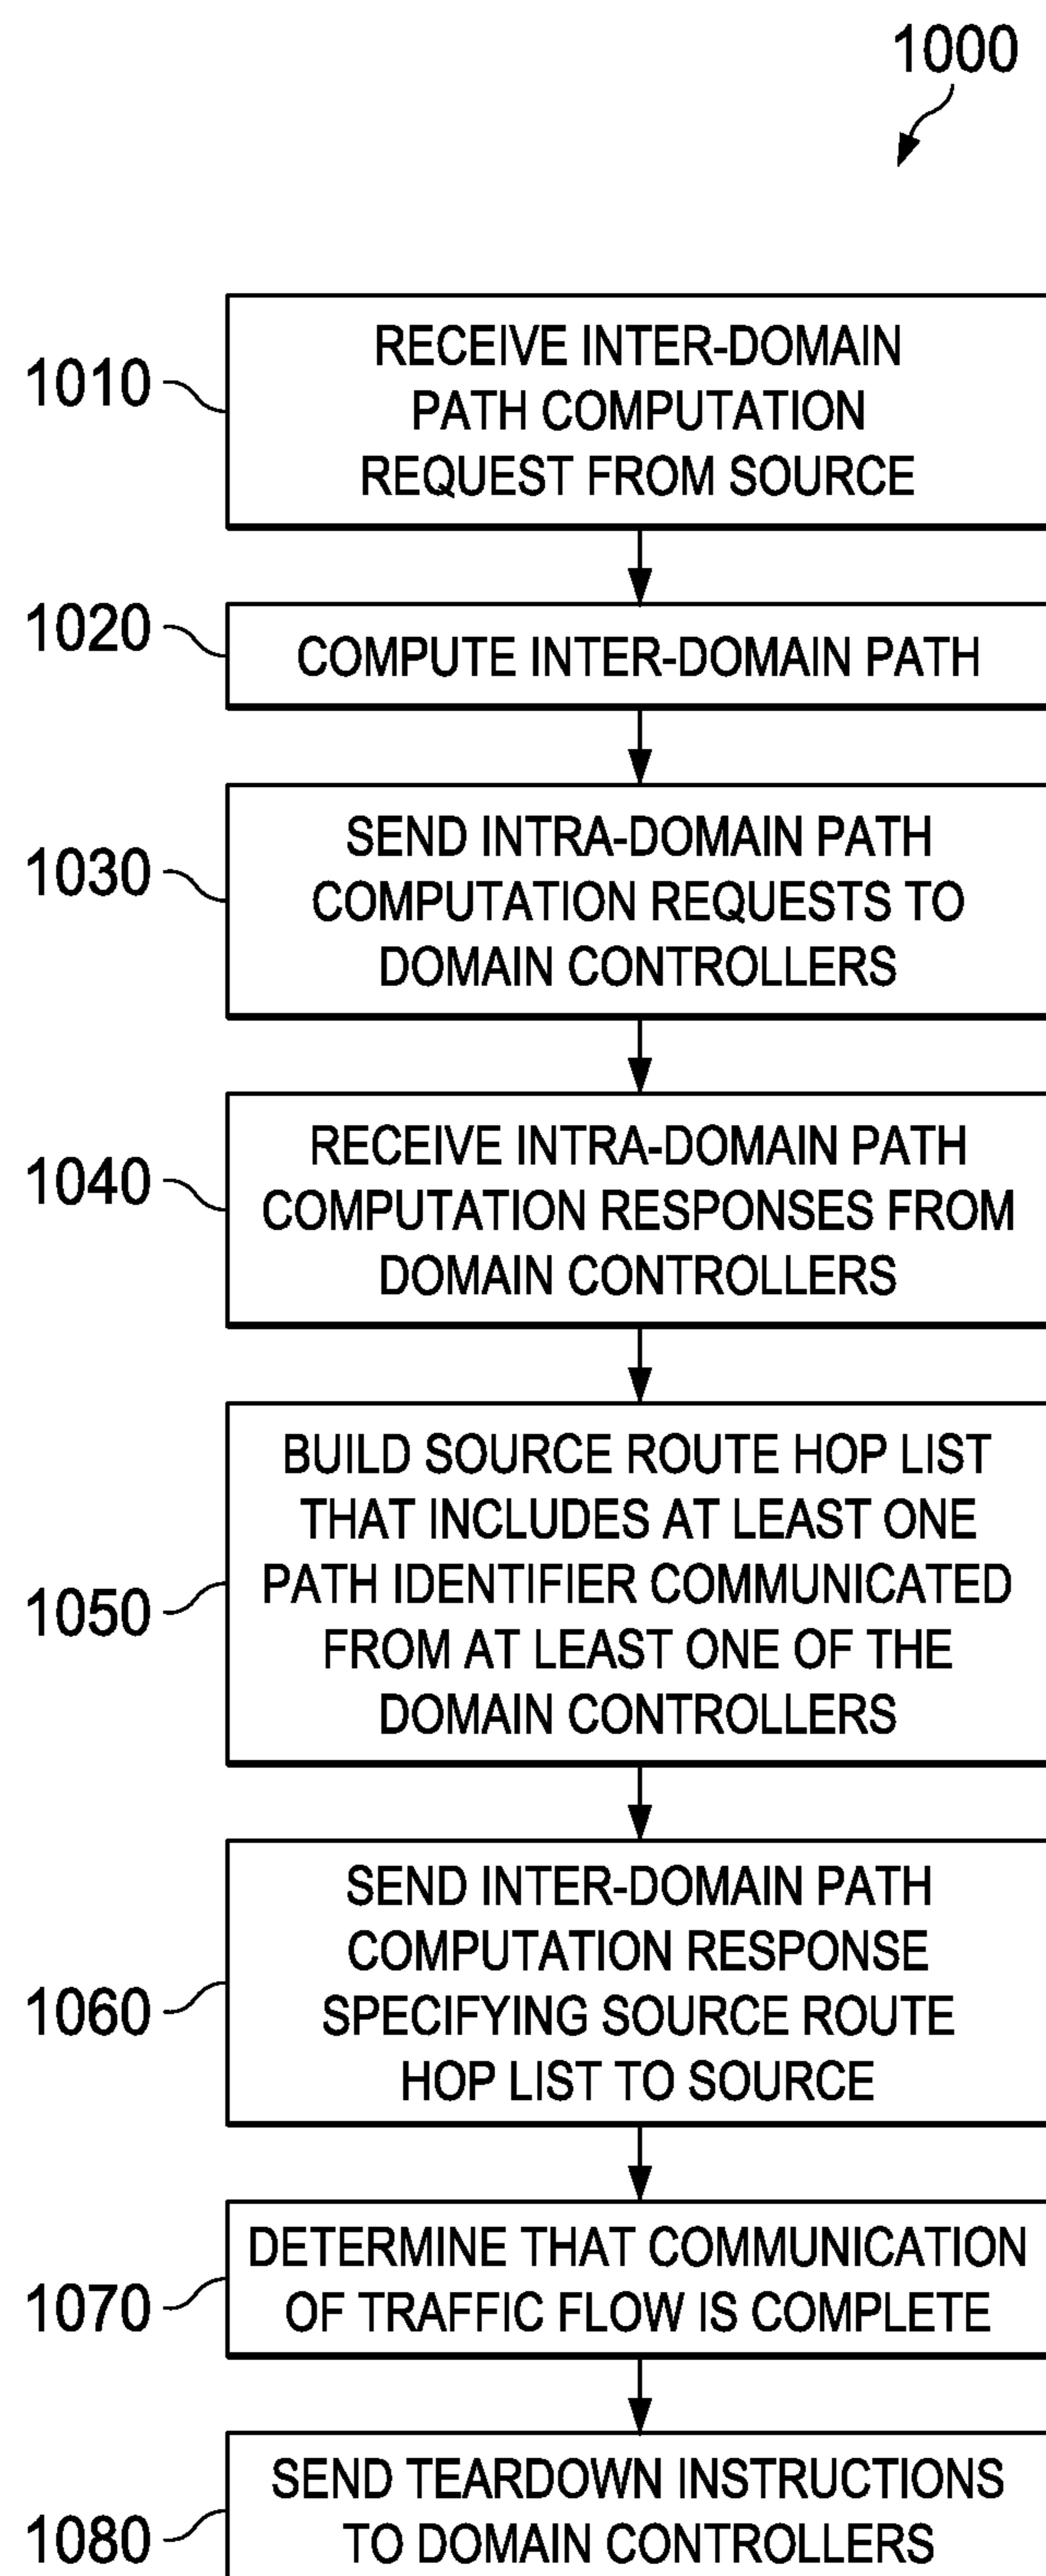 1000
1010
RECEIVE INTER-DOMAIN
PATH COMPUTATION
REQUEST FROM SOURCE
1020
COMPUTE INTER-DOMAIN PATH
1030
SEND INTRA-DOMAIN PATH
COMPUTATION REQUESTS TO
DOMAIN CONTROLLERS
1040
RECEIVE INTRA-DOMAIN PATH
COMPUTATION RESPONSES FROM
DOMAIN CONTROLLERS
1050
BUILD SOURCE ROUTE HOP LIST
THAT INCLUDES AT LEAST ONE
PATH IDENTIFIER COMMUNICATED
FROM AT LEAST ONE OF THE
DOMAIN CONTROLLERS
1060
SEND INTER-DOMAIN PATH
COMPUTATION RESPONSE
SPECIFYING SOURCE ROUTE
HOP LIST TO SOURCE
1070
DETERMINE THAT COMMUNICATION
OF TRAFFIC FLOW IS COMPLETE
1080
SEND TEARDOWN INSTRUCTIONS
TO DOMAIN CONTROLLERS